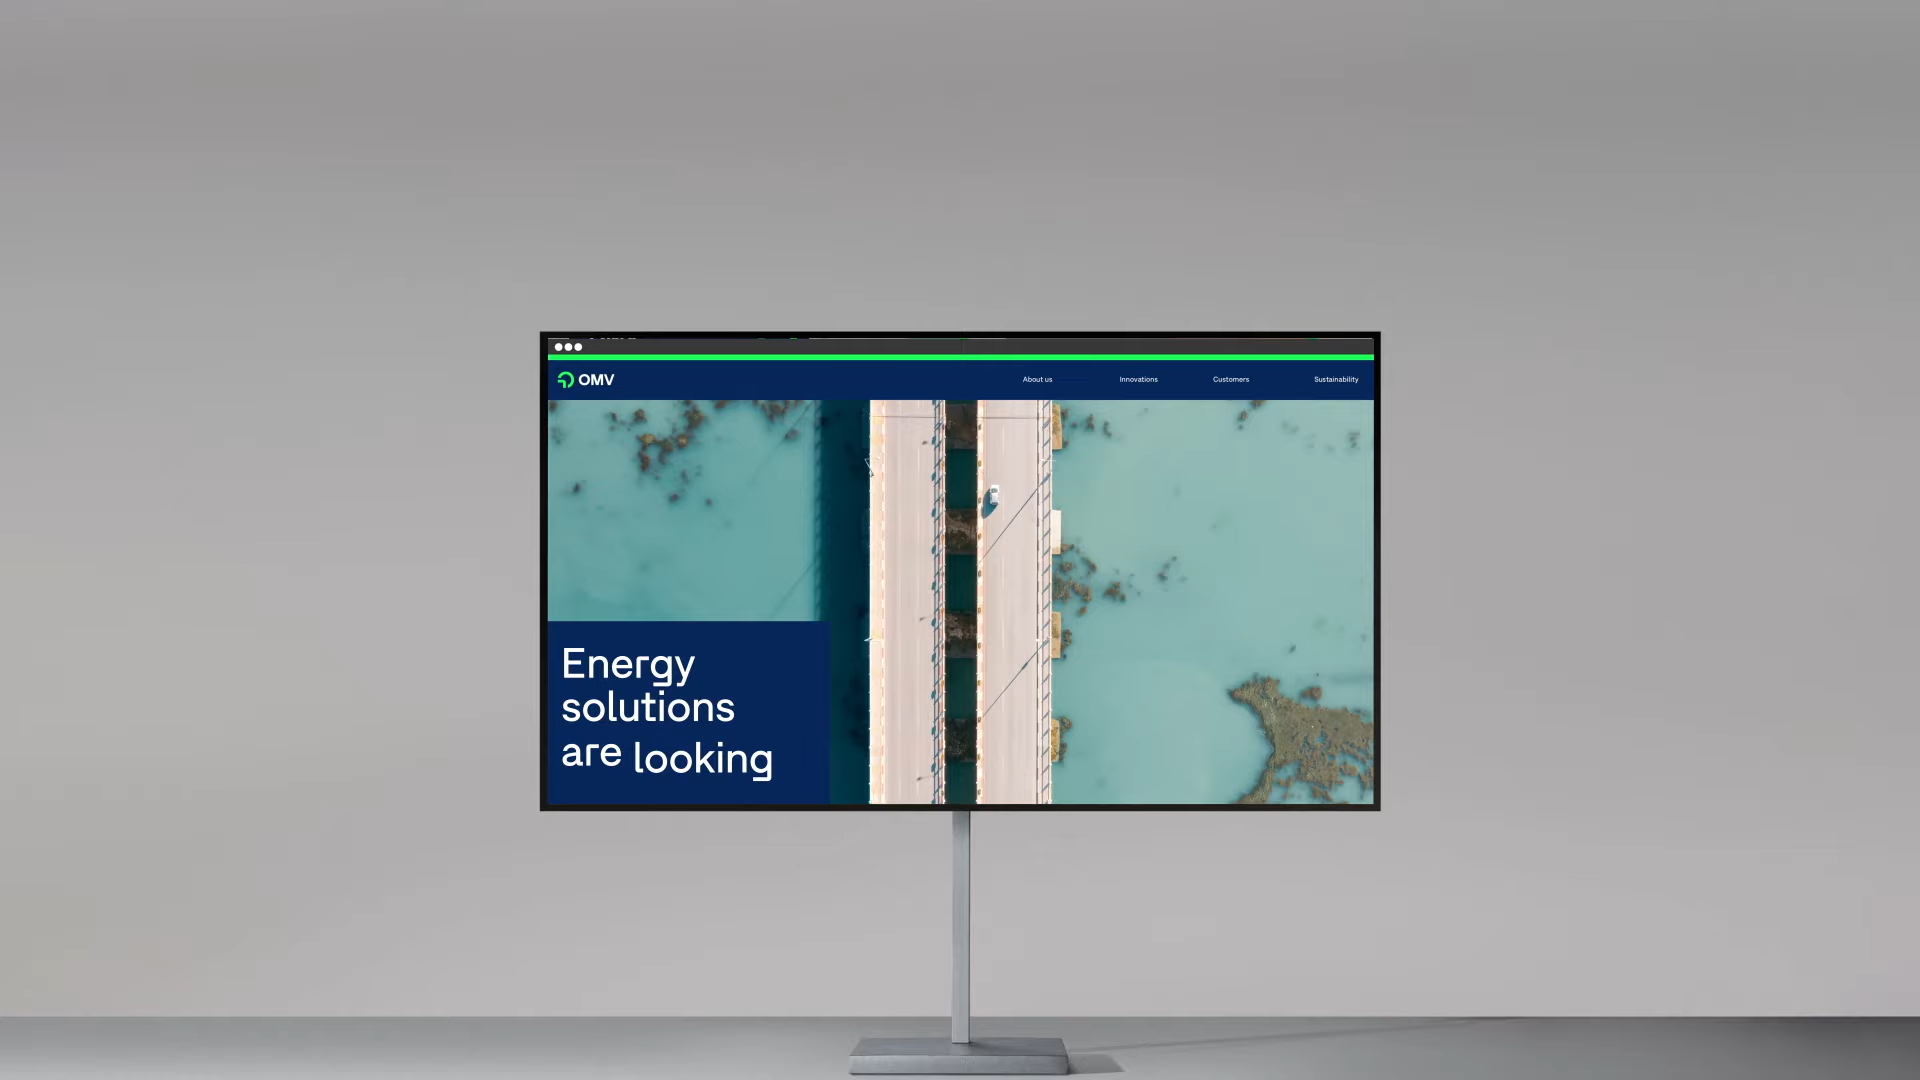 OMV
About us
Innovations
Customers
Sustainability
Energy
solutions
are looking